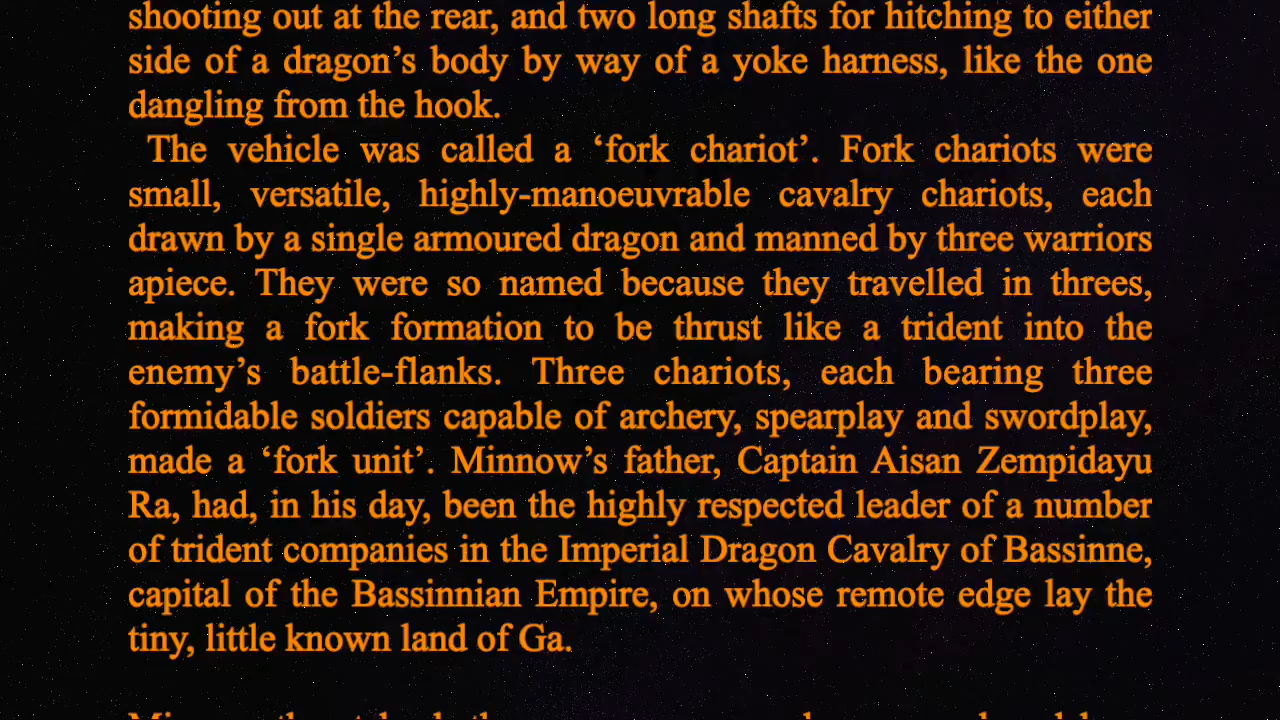 shooting out at the rear, and two long shafts for hitching to either
side of a dragon’s body by way of a yoke harness, like the one
dangling from the hook.
The vehicle was called a ‘fork chariot’. Fork chariots were
small, versatile, highly-manoeuvrable cavalry chariots, each
drawn by a single armoured dragon and manned by three warriors
apiece. They were so named because they travelled in threes,
making a fork formation to be thrust like a trident into the
enemy’s battle-flanks. Three chariots, each bearing three
formidable soldiers capable of archery, spearplay and swordplay,
made a ‘fork unit’. Minnow’s father, Captain Aisan Zempidayu
Ra, had, in his day, been the highly respected leader of a number
of trident companies in the Imperial Dragon Cavalry of Bassinne,
capital of the Bassinnian Empire, on whose remote edge lay the
tiny, little known land of Ga.